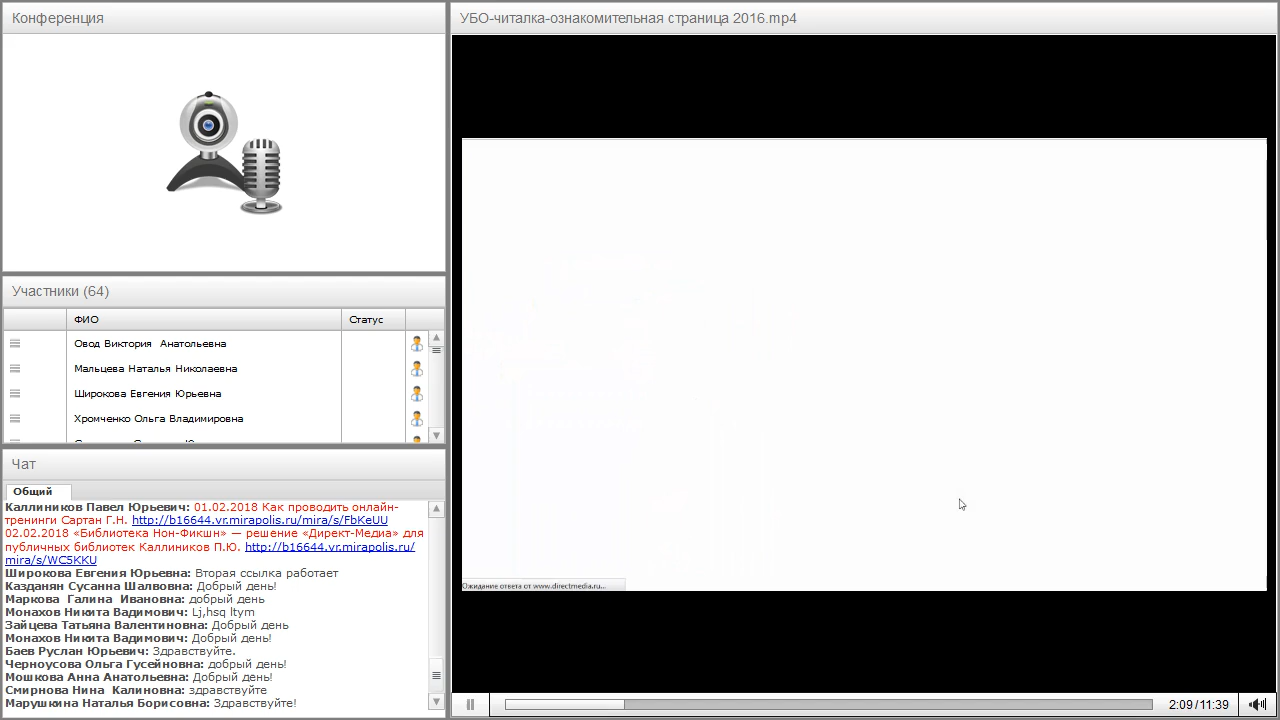 Конференция
УБО-читалка-ознакомительная страница 2016.mp4
Участники (64)
ФИО Статус
Овод Виктория Анатольевна
Мальцева Наталья Николаевна
Широкова Евгения Юрьевна
Хромченко Ольга Владимировна
Чат
Общий
Каллиников Павел Юрьевич: 01.02.2018 Как проводить онлайн-
тренинги Сартан Г.Н. http://b16644.vr.mirapolis.ru/mira/s/FbKeUU
02.02.2018 «Библиотека Нон-Фикшн» — решение «Директ-Медиа» для
публичных библиотек Каллиников П.Ю. http://b16644.vr.mirapolis.ru/
mira/s/WC5KKU
Широкова Евгения Юрьевна: Вторая ссылка работает
Казданян Сусанна Шалвовна: Добрый день!
Маркова Галина Ивановна: добрый день
Монахов Никита Вадимович: Lj,hsq ltym
Зайцева Татьяна Валентиновна: Добрый день
Монахов Никита Вадимович: Добрый день!
Баев Руслан Юрьевич: Здравствуйте.
Черноусова Ольга Гусейновна: добрый день!
Мошкова Анна Анатольевна: Добрый день!
Смирнова Нина Калиновна: здравствуйте
Марушкина Наталья Борисовна: Здравствуйте!
Ожидание ответа от www.directmedia.ru...
2:09/11:39